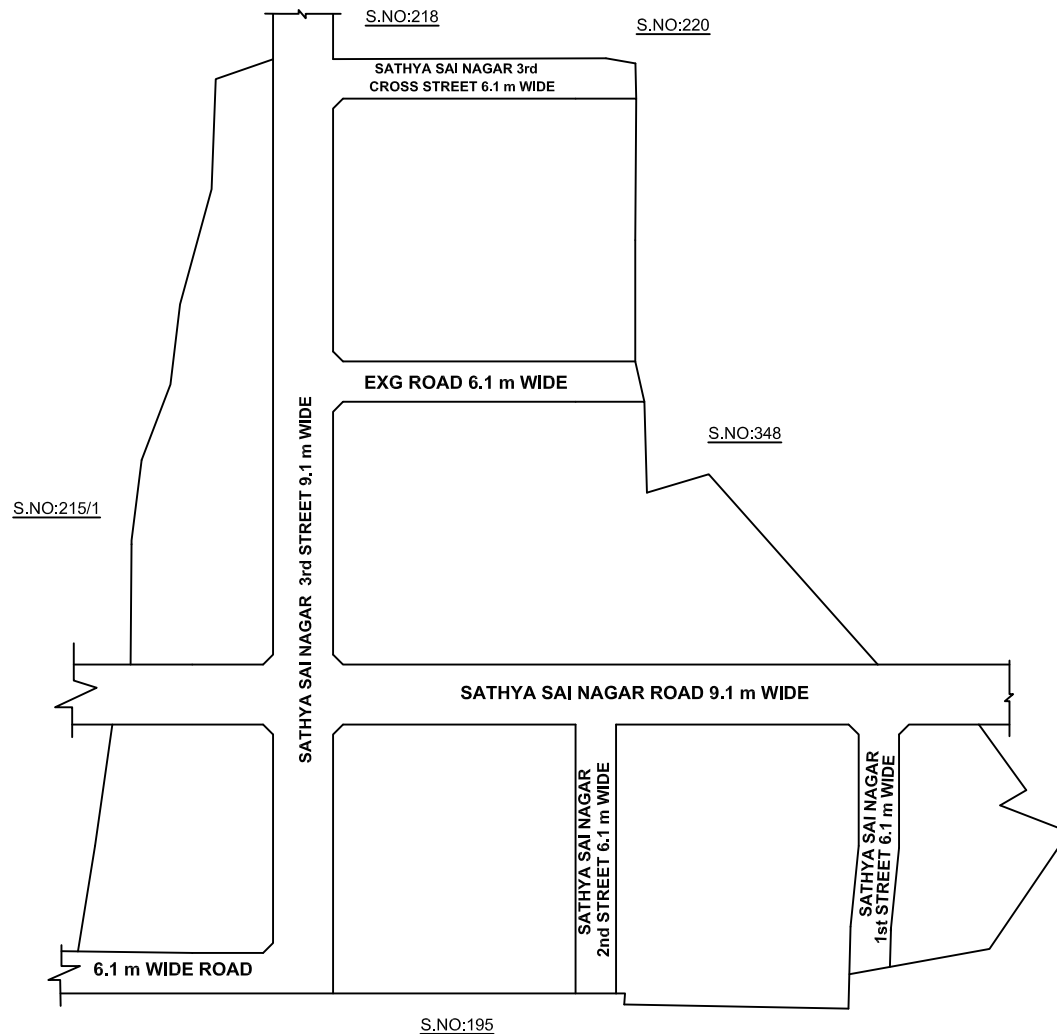 S.NO:218
S.NO:220
SATHYA SAI NAGAR 3rd
CROSS STREET 6.1 m WIDE
EXG ROAD 6.1 m WIDE
S.NO:348
S.NO:215/1
SATHYA SAI NAGAR 3rd STREET 9.1 m WIDE
SATHYA SAI NAGAR ROAD 9.1 m WIDE
SATHYA SAI NAGAR
2nd STREET 6.1 m WIDE
SATHYA SAI NAGAR
1st STREET 6.1 m WIDE
6.1 m WIDE ROAD
S.NO:195